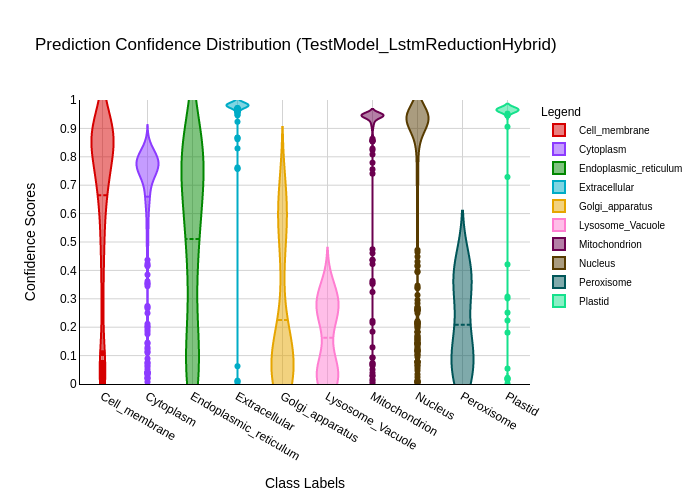 Prediction Confidence Distribution (TestModel_LstmReductionHybrid)
Legend
Cell_membrane
Cytoplasm
Endoplasmic_reticulum
Extracellular
Golgi_apparatus
Lysosome_Vacuole
Mitochondrion
Nucleus
Peroxisome
Plastid
Confidence Scores
1
0.9
0.8
0.7
0.6
0.5
0.4
0.3
0.2
0.1
0
Cell_membrane
Cytoplasm
Endoplasmic_reticulum
Extracellular
Golgi_apparatus
Lysosome_Vacuole
Mitochondrion
Nucleus
Peroxisome
Plastid
Class Labels